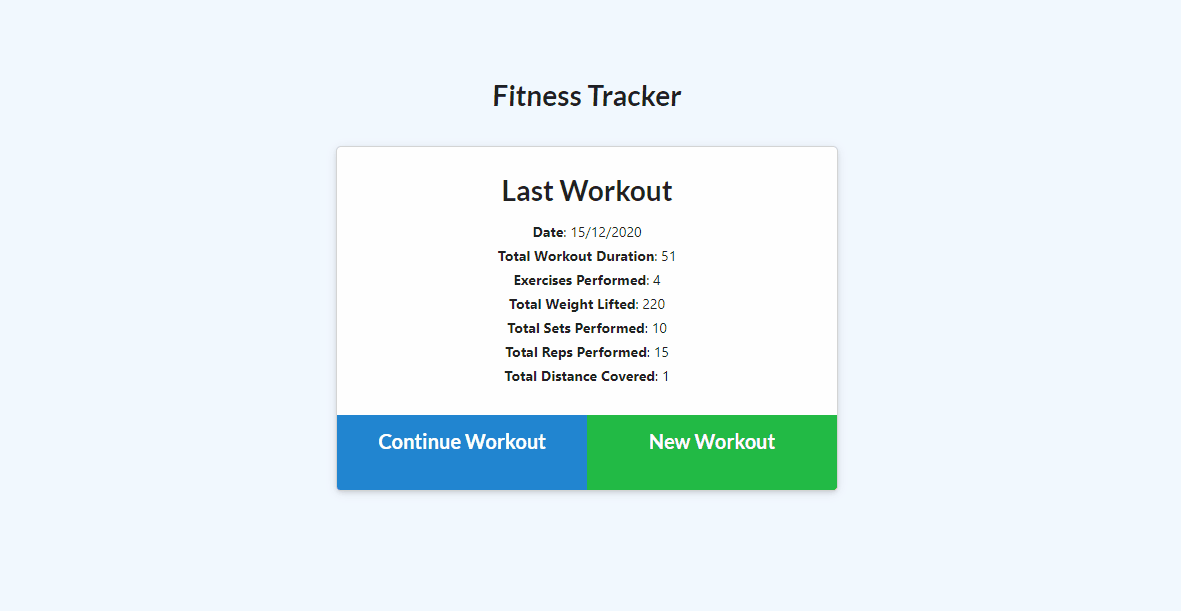 Fitness Tracker
Last Workout
Date: 15/12/2020
Total Workout Duration: 51
Exercises Performed: 4
Total Weight Lifted: 220
Total Sets Performed: 10
Total Reps Performed: 15
Total Distance Covered: 1
Continue Workout
New Workout